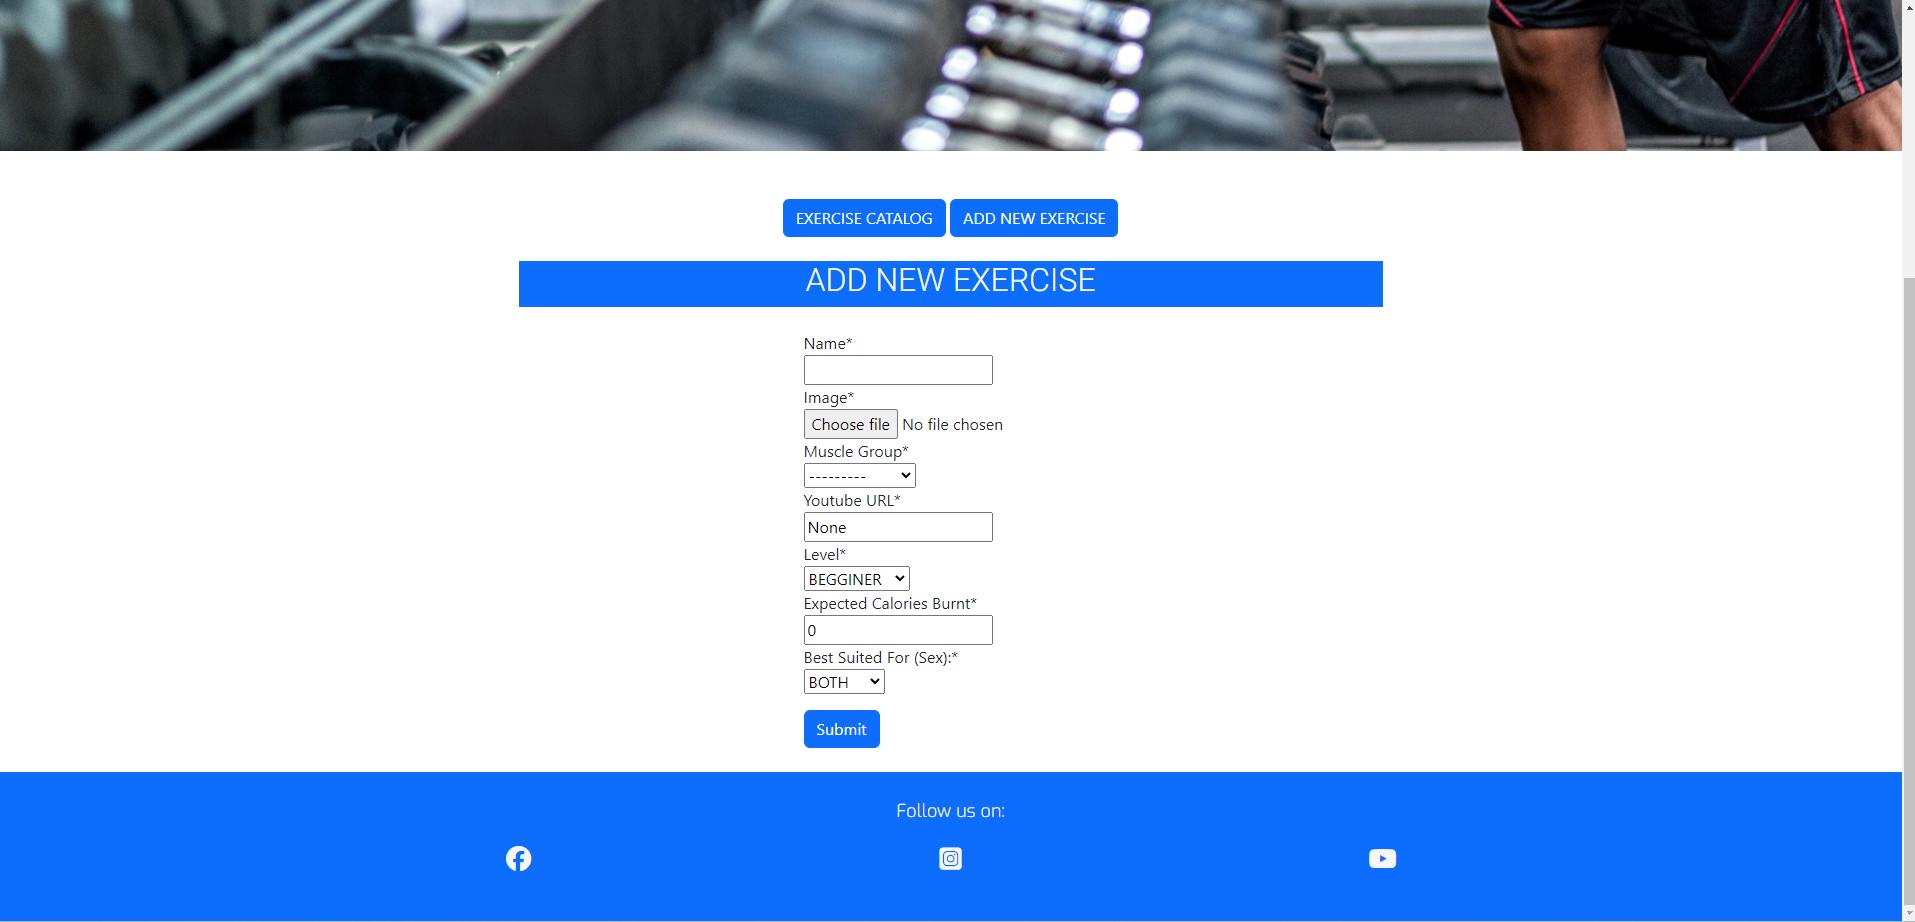 EXERCISE CATALOG ADD NEW EXERCISE
ADD NEW EXERCISE
Name*
Image*
Choose file No file chosen
Muscle Group*
---------
Youtube URL*
None
Level*
BEGGINER
Expected Calories Burnt*
0
Best Suited For (Sex):*
BOTH
Submit
Follow us on: